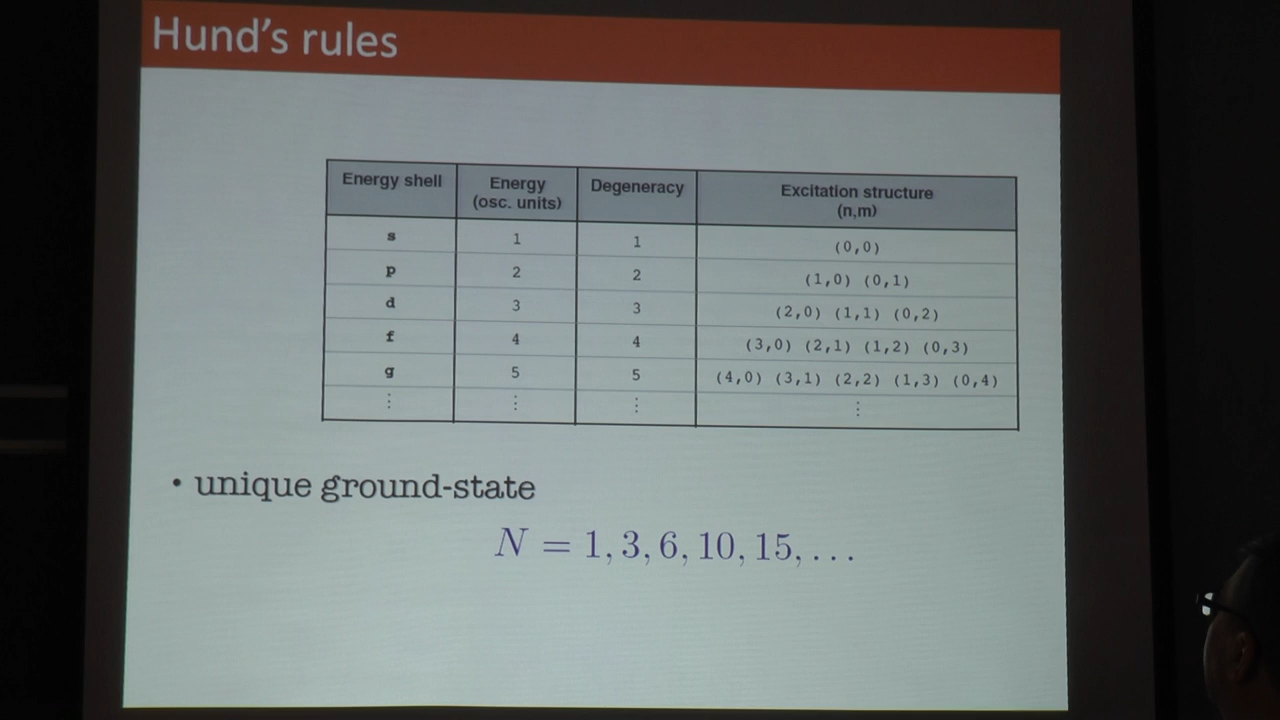 Hund's rules
Energy shell Energy (osc. units) Degeneracy Excitation structure (n,m)
s 1 1 (0,0)
p 2 2 (1,0) (0,1)
d 3 3 (2,0) (1,1) (0,2)
f 4 4 (3,0) (2,1) (1,2) (0,3)
g 5 5 (4,0) (3,1) (2,2) (1,3) (0,4)
⋮ ⋮ ⋮ ⋮
• unique ground-state
N = 1, 3, 6, 10, 15, . . .